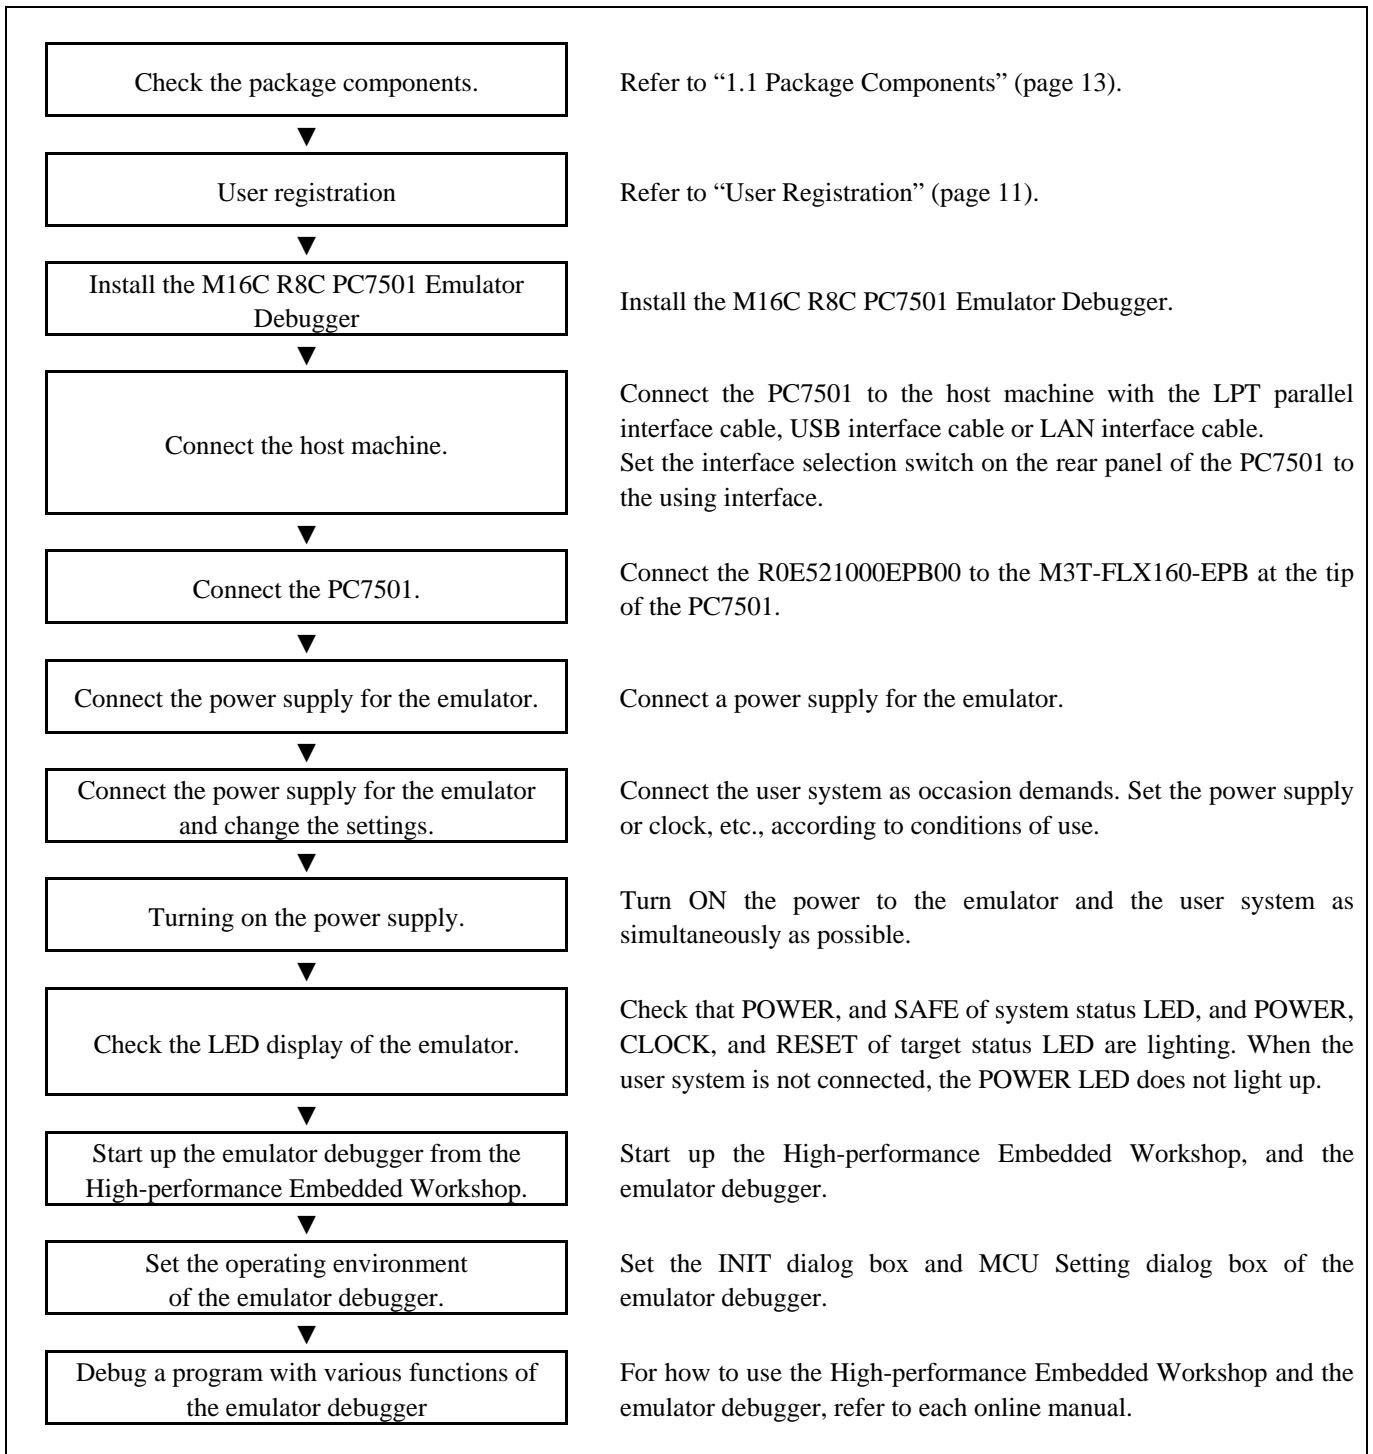 Check the package components.
Refer to “1.1 Package Components” (page 13).
▼
User registration
Refer to “User Registration” (page 11).
▼
Install the M16C R8C PC7501 Emulator
Debugger
Install the M16C R8C PC7501 Emulator Debugger.
▼
Connect the host machine.
Connect the PC7501 to the host machine with the LPT parallel
interface cable, USB interface cable or LAN interface cable.
Set the interface selection switch on the rear panel of the PC7501 to
the using interface.
▼
Connect the PC7501.
Connect the R0E521000EPB00 to the M3T-FLX160-EPB at the tip
of the PC7501.
▼
Connect the power supply for the emulator.
Connect a power supply for the emulator.
▼
Connect the power supply for the emulator
and change the settings.
Connect the user system as occasion demands. Set the power supply
or clock, etc., according to conditions of use.
▼
Turning on the power supply.
Turn ON the power to the emulator and the user system as
simultaneously as possible.
▼
Check the LED display of the emulator.
Check that POWER, and SAFE of system status LED, and POWER,
CLOCK, and RESET of target status LED are lighting. When the
user system is not connected, the POWER LED does not light up.
▼
Start up the emulator debugger from the
High-performance Embedded Workshop.
Start up the High-performance Embedded Workshop, and the
emulator debugger.
▼
Set the operating environment
of the emulator debugger.
Set the INIT dialog box and MCU Setting dialog box of the
emulator debugger.
▼
Debug a program with various functions of
the emulator debugger
For how to use the High-performance Embedded Workshop and the
emulator debugger, refer to each online manual.